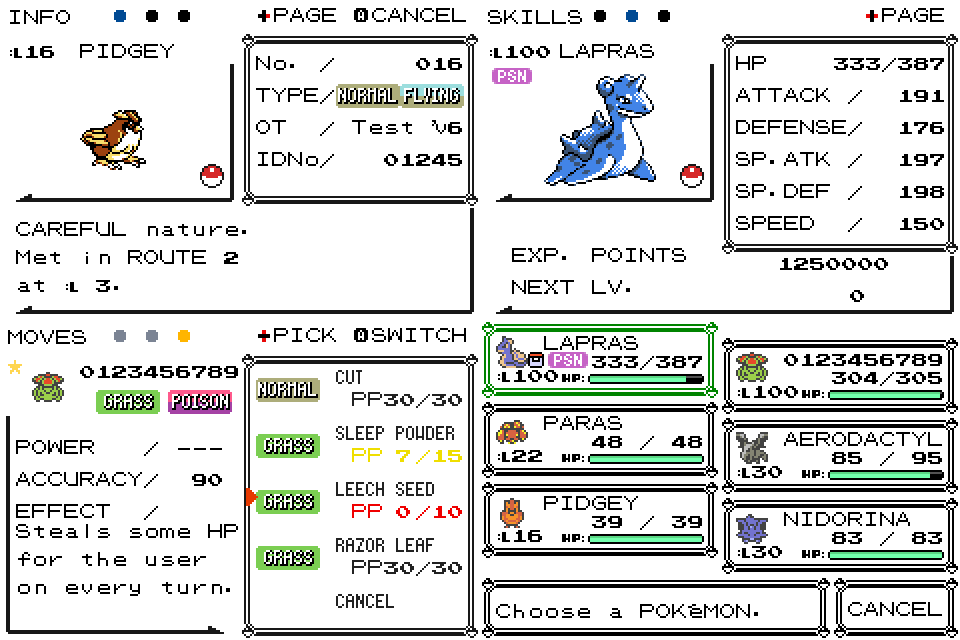 INFO
PAGE CANCEL
:L16 PIDGEY
No. / 016
TYPE/ NORMAL FLYING
OT / Test V6
IDNo/ 01245
CAREFUL nature.
Met in ROUTE 2
at :L 3.
SKILLS
PAGE
:L100 LAPRAS
PSN
HP 333/387
ATTACK / 191
DEFENSE/ 176
SP.ATK / 197
SP.DEF / 198
SPEED / 150
EXP. POINTS 1250000
NEXT LV. 0
MOVES
PICK SWITCH
0123456789
GRASS POISON
POWER / ---
ACCURACY/ 90
EFFECT /
Steals some HP
for the user
on every turn.
NORMAL CUT
PP30/30
GRASS SLEEP POWDER
PP 7/15
GRASS LEECH SEED
PP 0/10
GRASS RAZOR LEAF
PP30/30
CANCEL
LAPRAS
PSN 333/387
:L100 HP:
PARAS
48 / 48
:L22 HP:
PIDGEY
39 / 39
:L16 HP:
0123456789
304/305
:L100 HP:
AERODACTYL
85 / 95
:L30 HP:
NIDORINA
83 / 83
:L30 HP:
Choose a POKéMON.
CANCEL